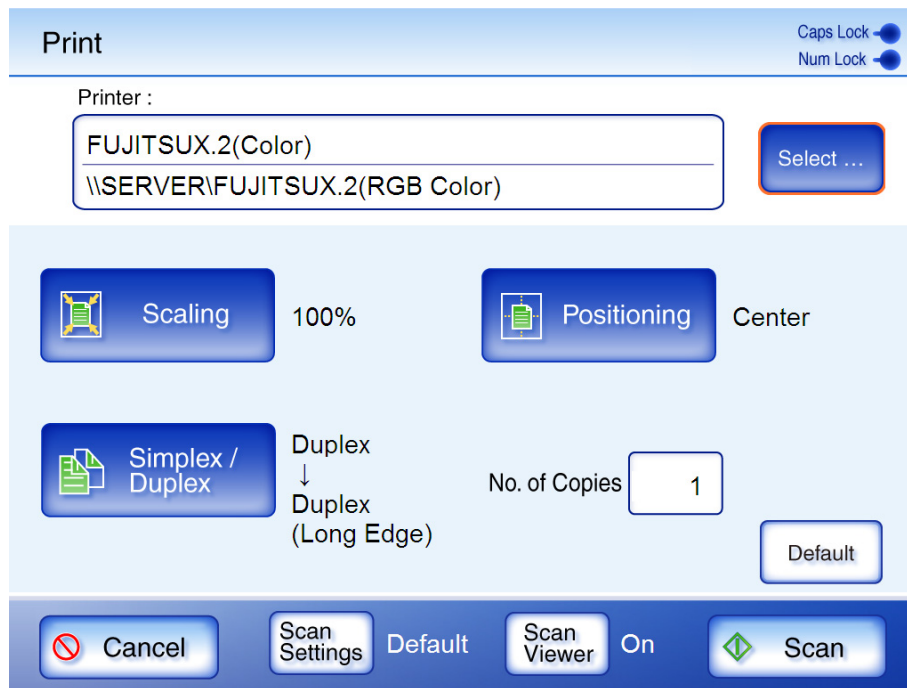 Print
Caps Lock
Num Lock
Printer :
FUJITSUX.2(Color)
\\SERVER\FUJITSUX.2(RGB Color)
Select ...
Scaling
100%
Positioning
Center
Simplex /
Duplex
Duplex
↓
Duplex
(Long Edge)
No. of Copies
1
Default
Cancel
Scan
Settings
Default
Scan
Viewer
On
Scan